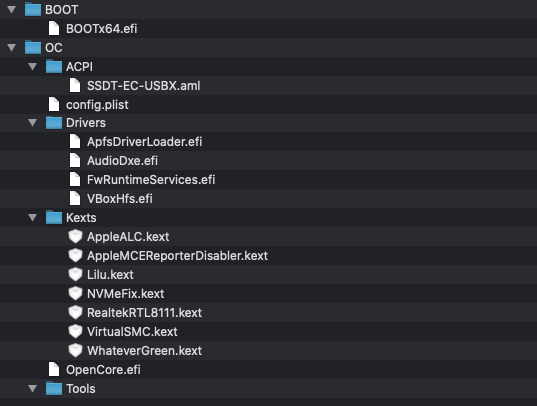 BOOT
BOOTx64.efi
OC
ACPI
SSDT-EC-USBX.aml
config.plist
Drivers
ApfsDriverLoader.efi
AudioDxe.efi
FwRuntimeServices.efi
VBoxHfs.efi
Kexts
AppleALC.kext
AppleMCEReporterDisabler.kext
Lilu.kext
NVMeFix.kext
RealtekRTL8111.kext
VirtualSMC.kext
WhateverGreen.kext
OpenCore.efi
Tools